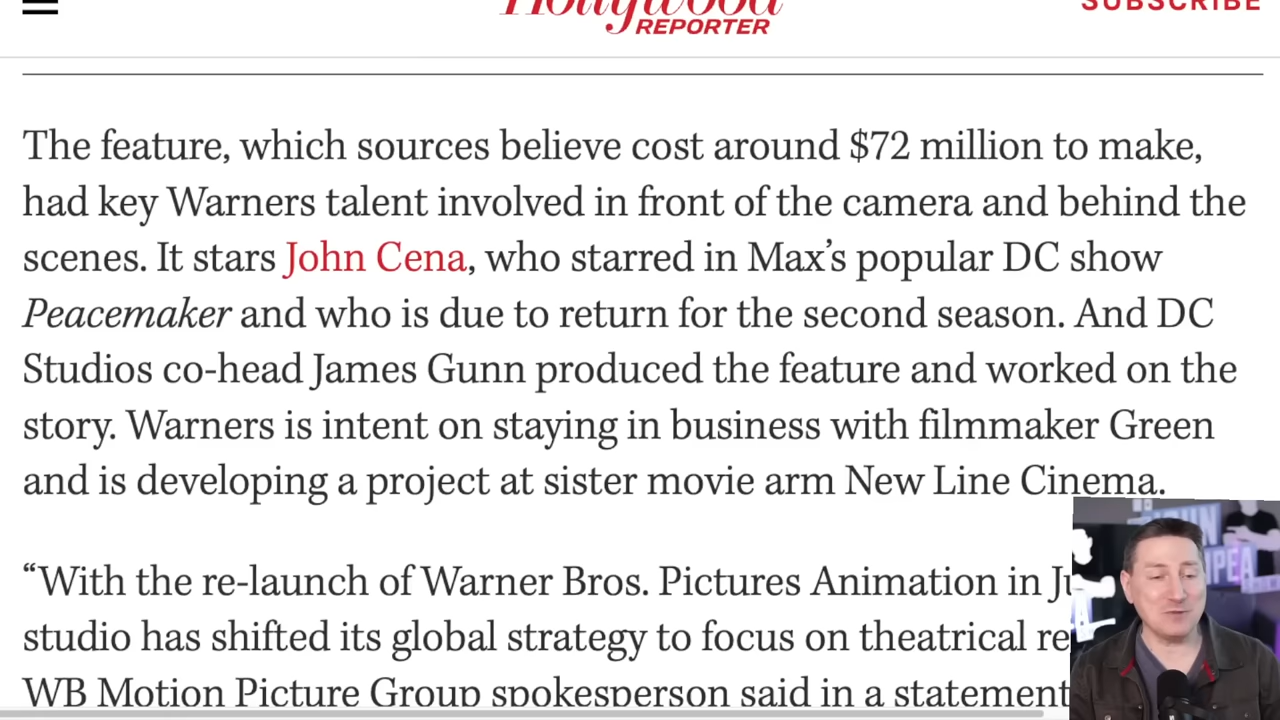 Hollywood
REPORTER
SUBSCRIBE
The feature, which sources believe cost around $72 million to make,
had key Warners talent involved in front of the camera and behind the
scenes. It stars John Cena, who starred in Max’s popular DC show
Peacemaker and who is due to return for the second season. And DC
Studios co-head James Gunn produced the feature and worked on the
story. Warners is intent on staying in business with filmmaker Green
and is developing a project at sister movie arm New Line Cinema.
“With the re-launch of Warner Bros. Pictures Animation in
studio has shifted its global strategy to focus on theatrical
WB Motion Picture Group spokesperson said in a statement